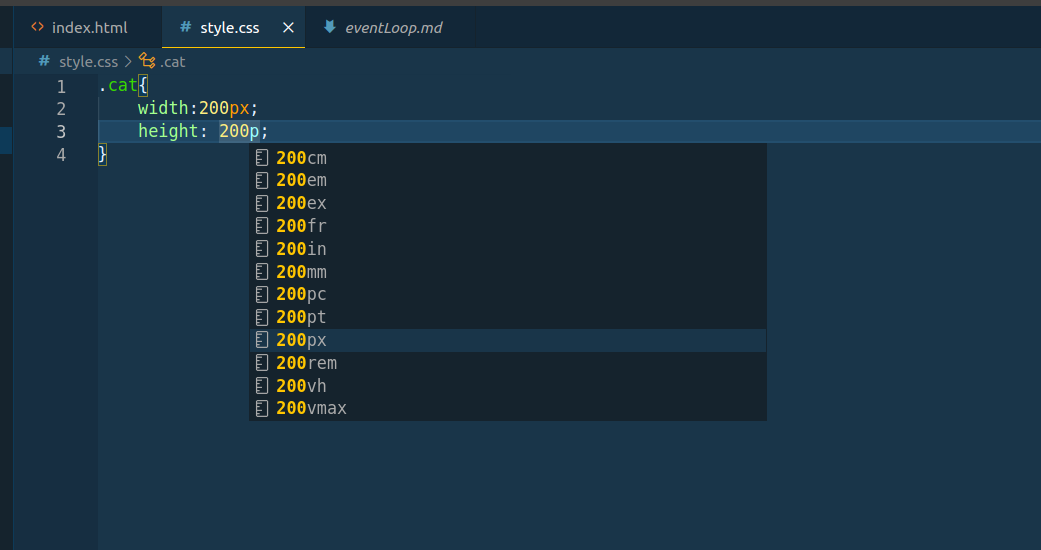 <> index.html # style.css × eventLoop.md
# style.css > .cat
1 .cat{
2 width:200px;
3 height: 200p;
4 }
200cm
200em
200ex
200fr
200in
200mm
200pc
200pt
200px
200rem
200vh
200vmax